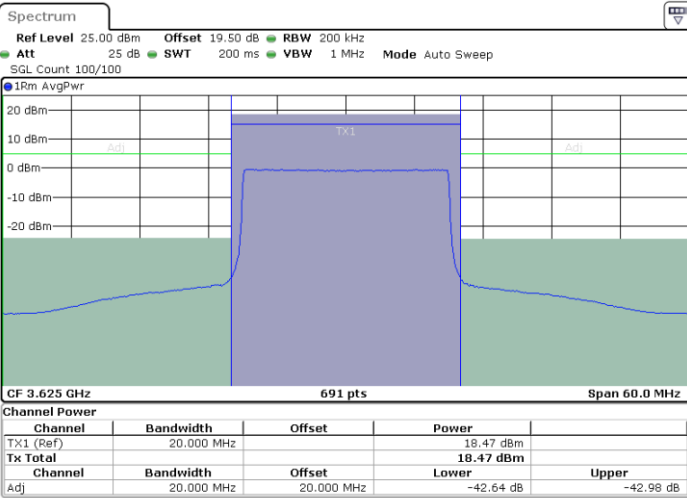 Spectrum
Ref Level 25.00 dBm Offset 19.50 dB RBW 200 kHz
Att 25 dB SWT 200 ms VBW 1 MHz Mode Auto Sweep
SGL Count 100/100
1Rm AvgPwr
20 dBm
TX1
10 dBm
Adj Adj
0 dBm
-10 dBm
-20 dBm
CF 3.625 GHz 691 pts Span 60.0 MHz
Channel Power
Channel Bandwidth Offset Power
TX1 (Ref) 20.000 MHz 18.47 dBm
Tx Total 18.47 dBm
Channel Bandwidth Offset Lower Upper
Adj 20.000 MHz 20.000 MHz -42.64 dB -42.98 dB